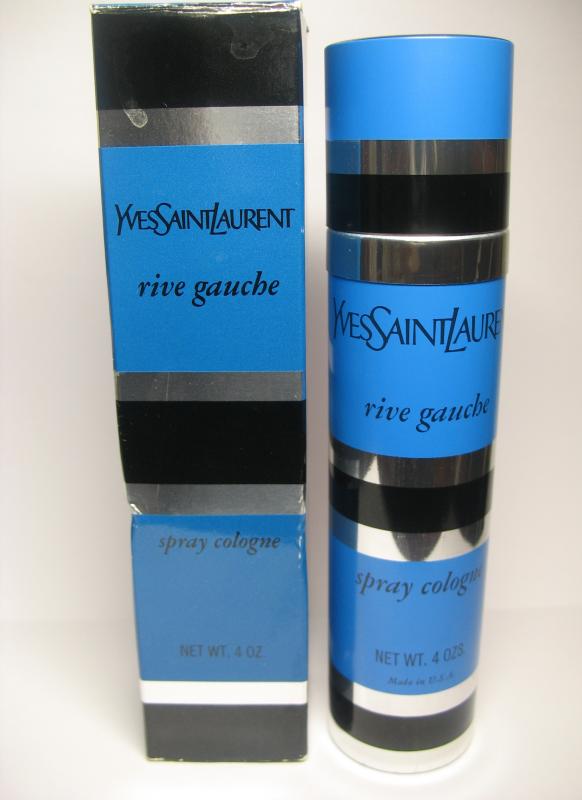 YVESSAINTLAURENT
rive gauche
spray cologne
NET WT. 4 OZ.
YVESSAINTLAURE
rive gauche
spray cologne
NET WT. 4 OZS.
Made in U.S.A.